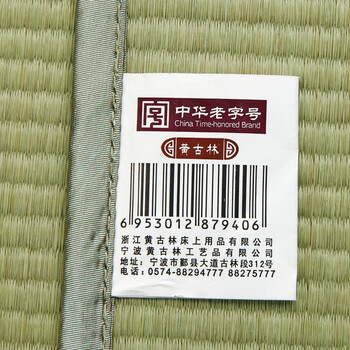 中华老字号
China Time-honored Brand
黄古林
6 953012 879406
浙江黄古林床上用品有限公司
宁波黄古林工艺品有限公司
地址：宁波市鄞县大道古林段312号
电话：0574-88294777 88275777